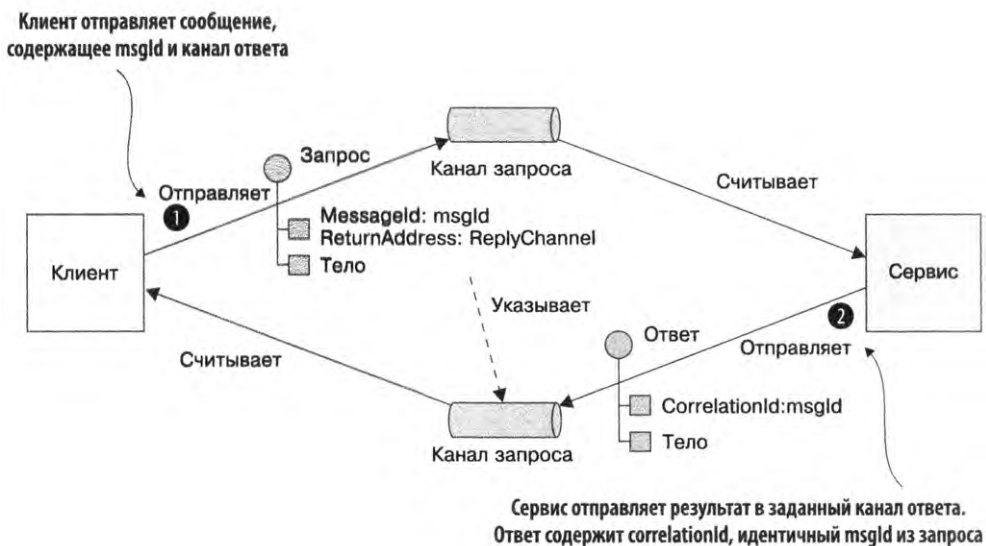 Клиент отправляет сообщение,
содержащее msgId и канал ответа
Запрос
Канал запроса
Отправляет
1
Считывает
MessageId: msgId
ReturnAddress: ReplyChannel
Тело
Клиент
Сервис
Указывает
2
Ответ
Отправляет
Считывает
CorrelationId:msgId
Тело
Канал запроса
Сервис отправляет результат в заданный канал ответа.
Ответ содержит correlationId, идентичный msgId из запроса